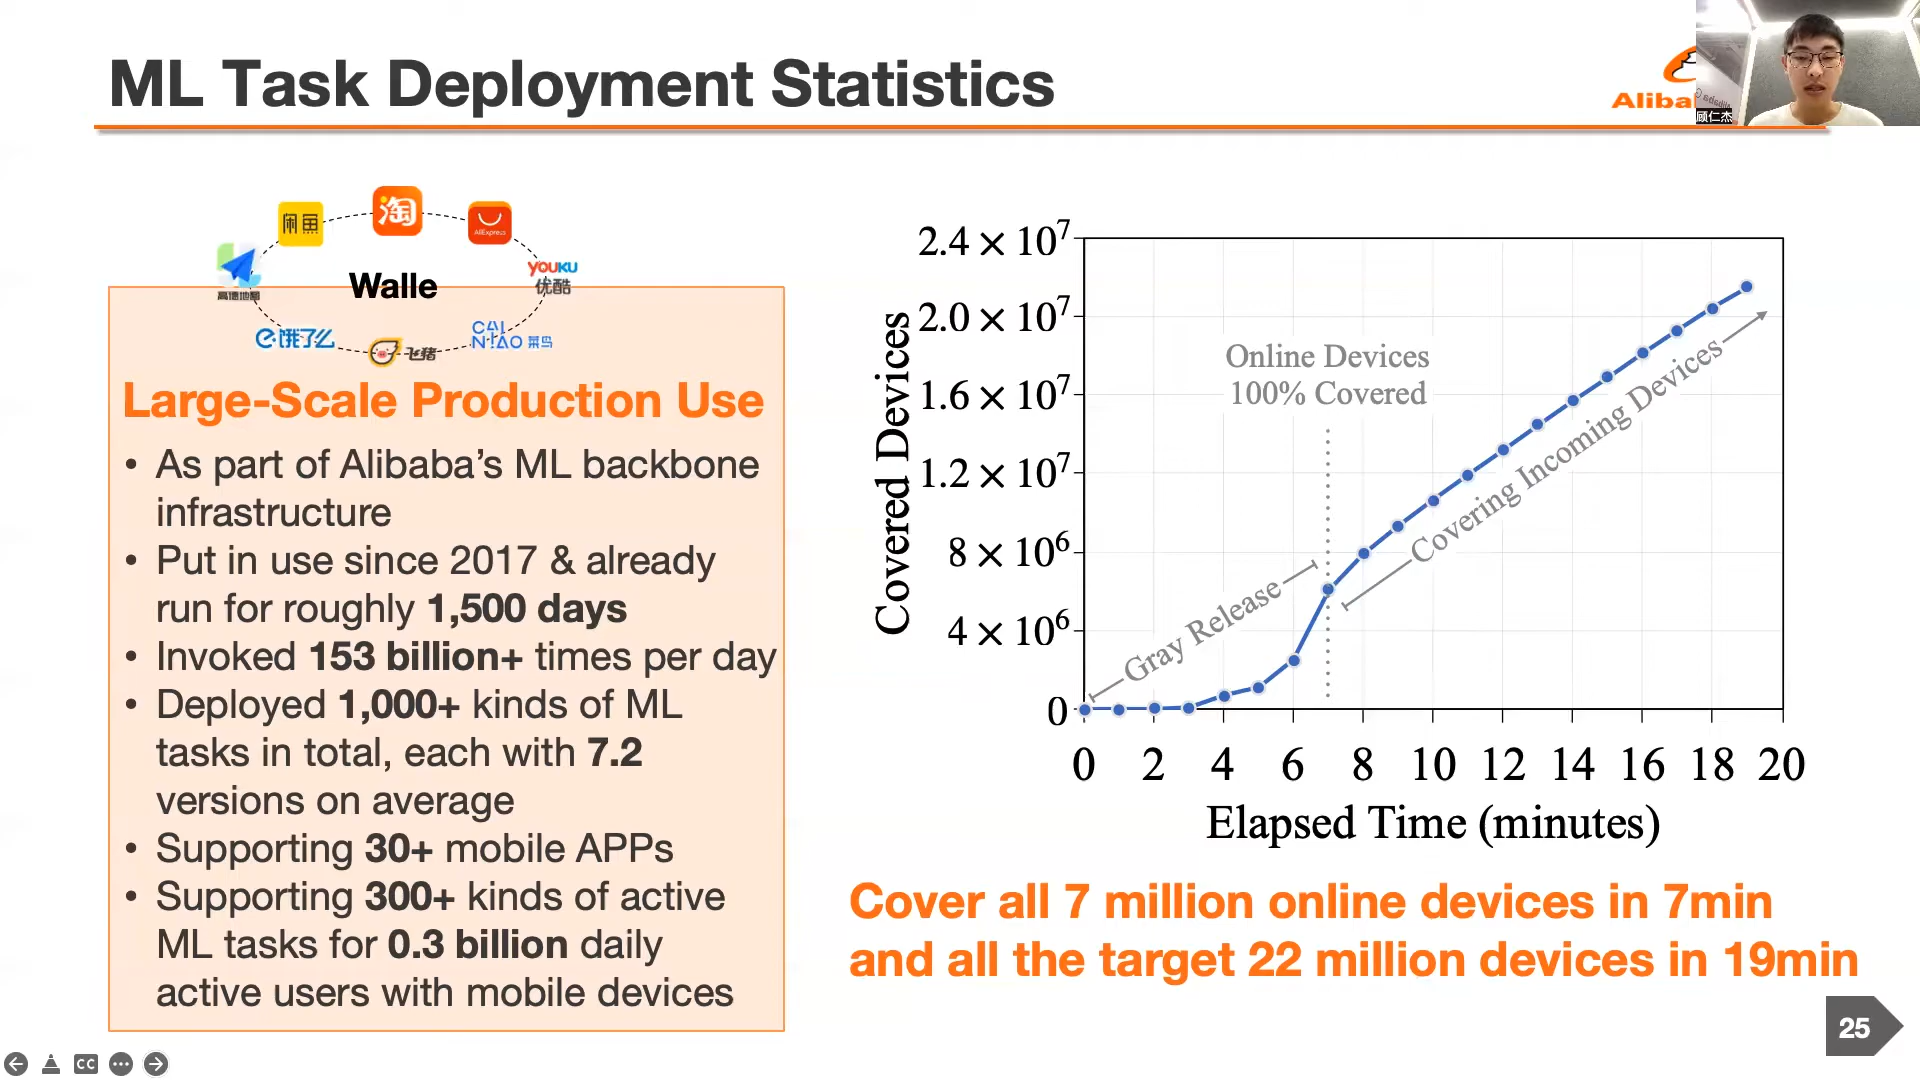 ML Task Deployment Statistics
Aliba
顾仁杰
闲鱼
淘
AliExpress
高德地图
Walle
YOUKU
优酷
饿了么
飞猪
CAI
NIAO 菜鸟
Large-Scale Production Use
• As part of Alibaba’s ML backbone
infrastructure
• Put in use since 2017 & already
run for roughly 1,500 days
• Invoked 153 billion+ times per day
• Deployed 1,000+ kinds of ML
tasks in total, each with 7.2
versions on average
• Supporting 30+ mobile APPs
• Supporting 300+ kinds of active
ML tasks for 0.3 billion daily
active users with mobile devices
Covered Devices
2.4 × 10⁷
2.0 × 10⁷
1.6 × 10⁷
1.2 × 10⁷
8 × 10⁶
4 × 10⁶
0
Online Devices
100% Covered
Gray Release
Covering Incoming Devices
0 2 4 6 8 10 12 14 16 18 20
Elapsed Time (minutes)
Cover all 7 million online devices in 7min
and all the target 22 million devices in 19min
25
CC